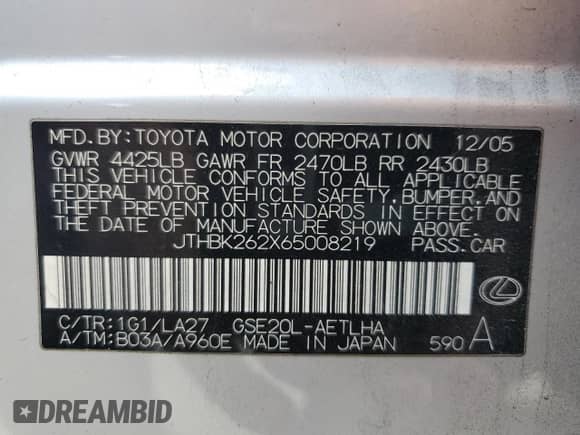 MFD.BY:TOYOTA MOTOR CORPORATION 12/05
GVWR 4425LB GAWR FR 2470LB RR 2430LB
THIS VEHICLE CONFORMS TO ALL APPLICABLE
FEDERAL MOTOR VEHICLE SAFETY,BUMPER,AND
THEFT PREVENTION STANDARDS IN EFFECT ON
THE DATE OF MANUFACTURE SHOWN ABOVE.
JTHBK262X65008219 PASS.CAR
C/TR:1G1/LA27 GSE20L-AETLHA
A/TM:B03A/A960E MADE IN JAPAN 590 A
DREAMBID